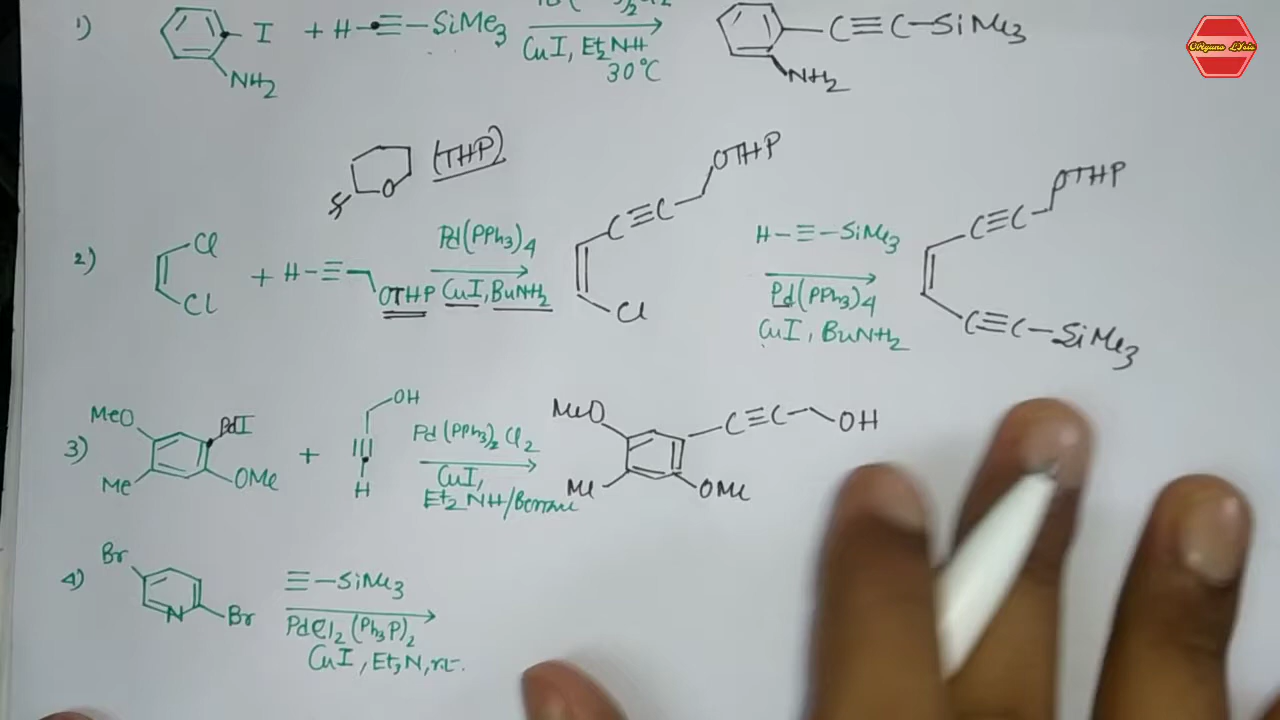 1) I + H-≡-SiMe3 CuI, Et2NH 30°C C≡C-SiMe3
NH2 NH2
(THP)
O
2) Cl Cl + H-≡ OTHP Pd(PPh3)4 CuI, BuNH2 C≡C OTHP Cl H-≡-SiMe3 Pd(PPh3)4 CuI, BuNH2 C≡C OTHP C≡C-SiMe3
3) MeO PdI Me OMe + OH H Pd(PPh3)2Cl2 CuI, Et2NH/ MeO C≡C OH Me OMe
4) Br N Br ≡-SiMe3 PdCl2(Ph3P)2 CuI, Et3N, rt.